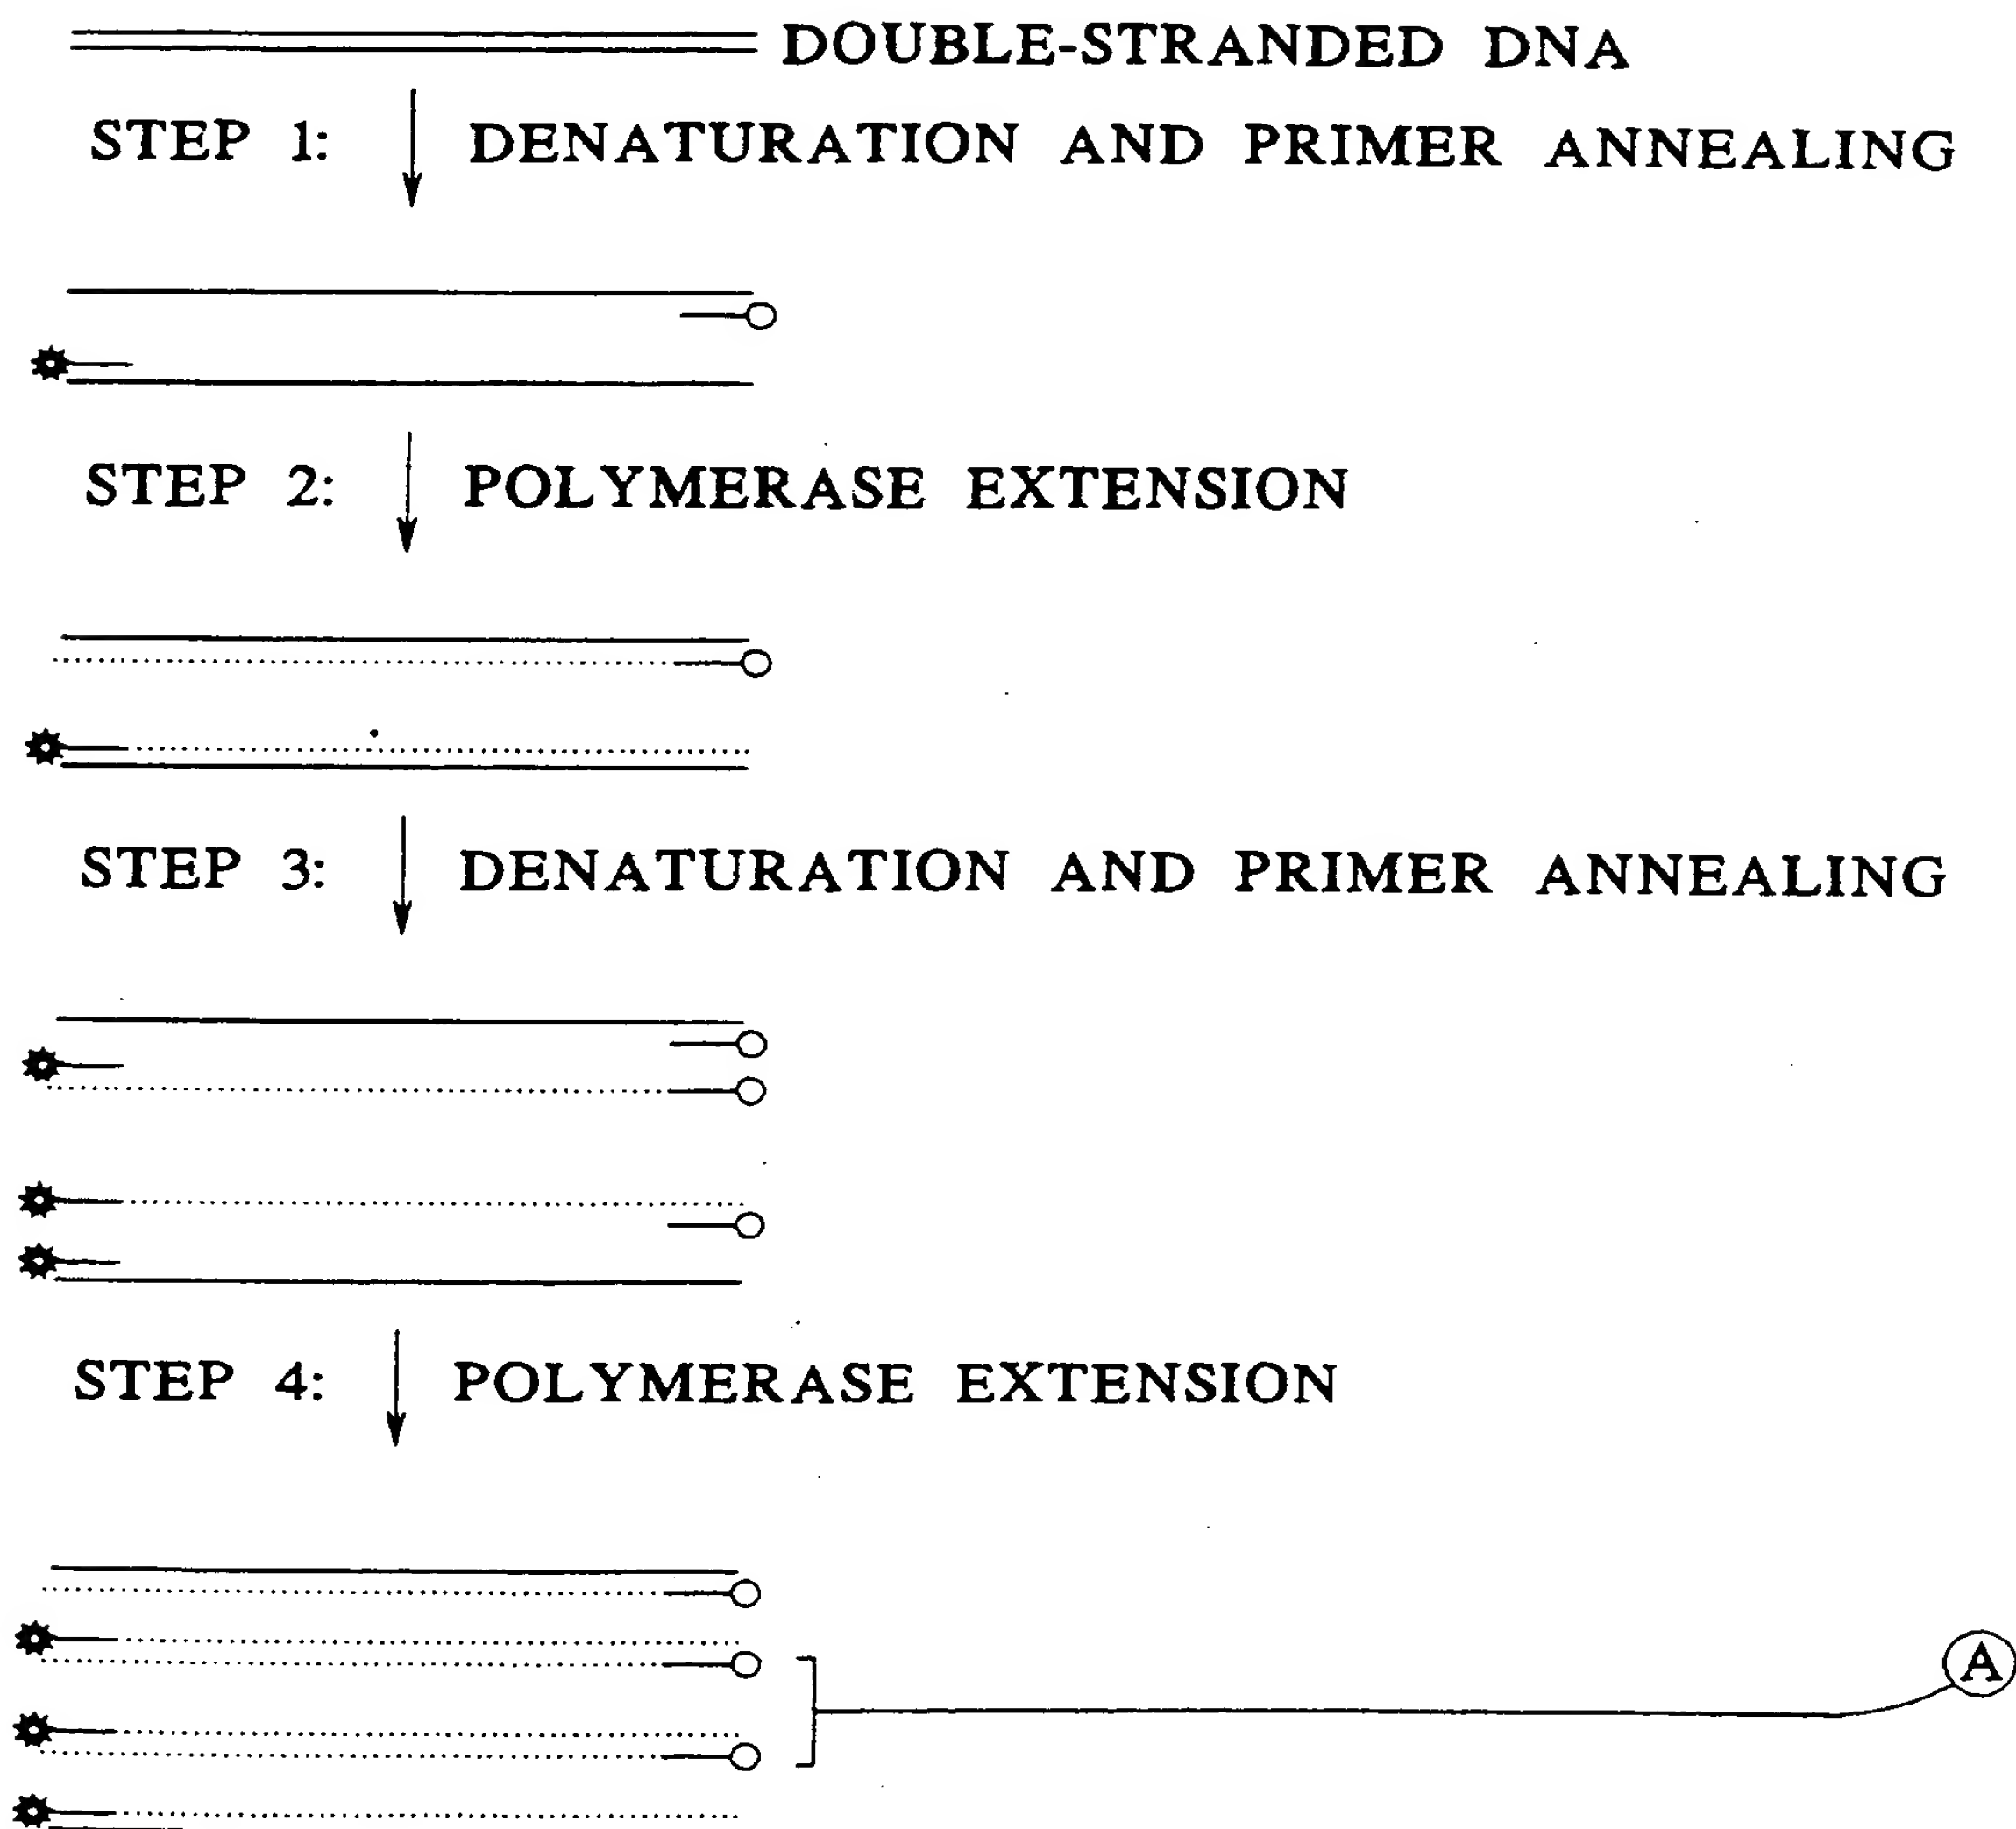 DOUBLE-STRANDED DNA
STEP 1: DENATURATION AND PRIMER ANNEALING
STEP 2: POLYMERASE EXTENSION
STEP 3: DENATURATION AND PRIMER ANNEALING
STEP 4: POLYMERASE EXTENSION
A